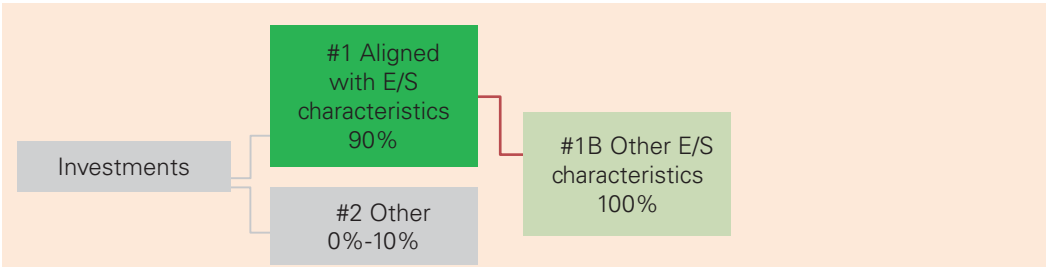 Investments
#1 Aligned
with E/S
characteristics
90%
#2 Other
0%-10%
#1B Other E/S
characteristics
100%